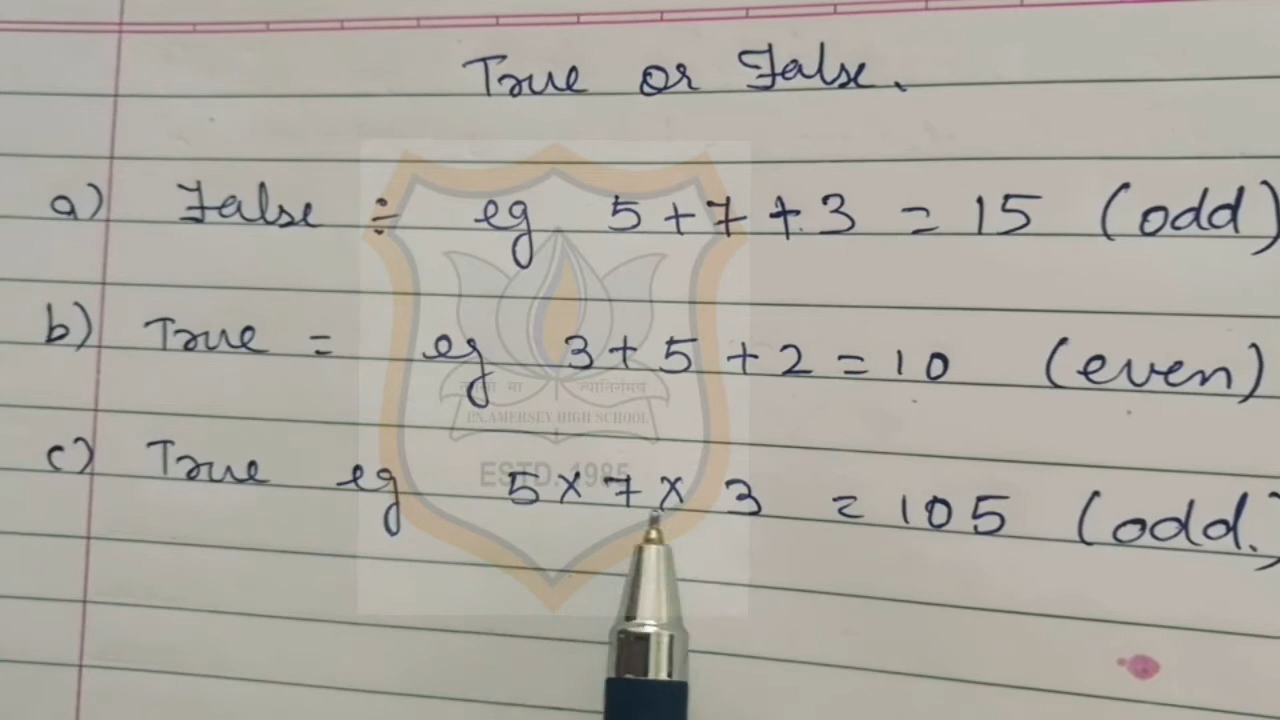 True or False.
a) False ÷ eg 5 + 7 + 3 = 15 (odd)
b) True = eg 3 + 5 + 2 = 10 (even)
P.N.AMERSEY HIGH SCHOOL
c) True eg 5 × 7 × 3 = 105 (odd.)
ESTD. 1985